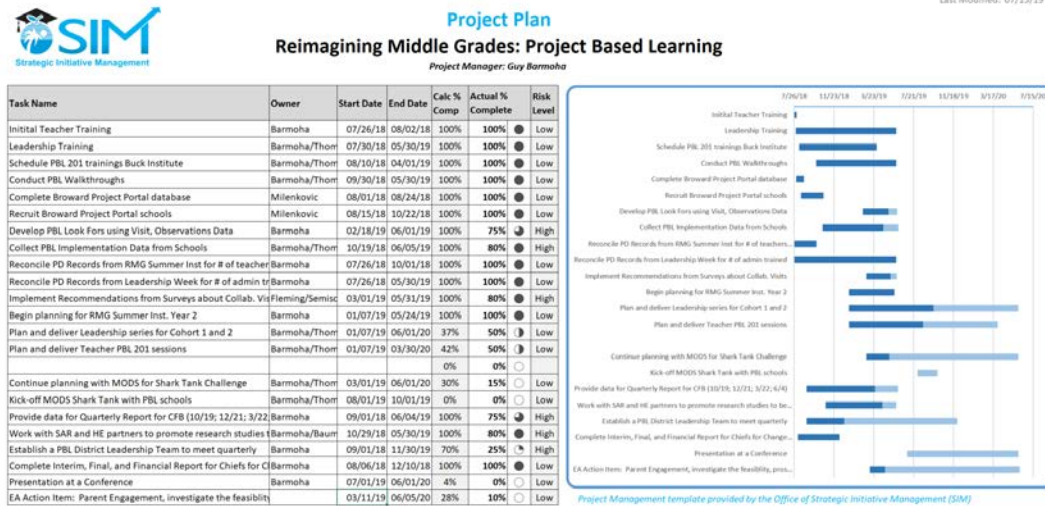 Last Modified: 07/15/19
SIM
Strategic Initiative Management
Project Plan
Reimagining Middle Grades: Project Based Learning
Project Manager: Guy Barmoha
Task Name Owner Start Date End Date Calc % Comp Actual % Complete Risk Level
Initital Teacher Training Barmoha 07/26/18 08/02/18 100% 100% Low
Leadership Training Barmoha/Thom 07/30/18 05/30/19 100% 100% Low
Schedule PBL 201 trainings Buck Institute Barmoha/Thom 08/10/18 04/01/19 100% 100% Low
Conduct PBL Walkthroughs Barmoha/Thom 09/30/18 05/30/19 100% 100% Low
Complete Broward Project Portal database Milenkovic 08/01/18 08/24/18 100% 100% Low
Recruit Broward Project Portal schools Milenkovic 08/15/18 10/22/18 100% 100% Low
Develop PBL Look Fors using Visit, Observations Data Barmoha 02/18/19 06/01/19 100% 75% High
Collect PBL Implementation Data from Schools Barmoha 10/19/18 06/05/19 100% 80% High
Reconcile PD Records from RMG Summer Inst for # of teacher Barmoha 07/26/18 10/01/18 100% 100% Low
Reconcile PD Records from Leadership Week for # of admin tr Barmoha 07/26/18 05/30/19 100% 100% Low
Implement Recommendations from Surveys about Collab. Vis Fleming/Semisc 03/01/19 05/31/19 100% 80% High
Begin planning for RMG Summer Inst. Year 2 Barmoha 01/07/19 05/24/19 100% 100% Low
Plan and deliver Leadership series for Cohort 1 and 2 Barmoha/Thom 01/07/19 06/01/20 37% 50% Low
Plan and deliver Teacher PBL 201 sessions Barmoha/Thom 01/07/19 03/30/20 42% 50% Low
0% 0%
Continue planning with MODS for Shark Tank Challenge Barmoha/Thom 03/01/19 06/01/20 30% 15% Low
Kick-off MODS Shark Tank with PBL schools Barmoha/Thom 08/01/19 10/01/19 0% 0% Low
Provide data for Quarterly Report for CFB (10/19; 12/21; 3/22; Barmoha 09/01/18 06/04/19 100% 75% High
Work with SAR and HE partners to promote research studies t Barmoha/Baum 10/29/18 05/30/19 100% 80% High
Establish a PBL District Leadership Team to meet quarterly Barmoha 09/01/18 11/30/19 70% 25% High
Complete Interim, Final, and Financial Report for Chiefs for Cl Barmoha 08/06/18 12/10/18 100% 100% Low
Presentation at a Conference Barmoha 07/01/19 06/01/20 4% 0% Low
EA Action Item: Parent Engagement, investigate the feasiblity 03/11/19 06/05/20 28% 10% Low
7/26/18 11/23/18 3/23/19 7/21/19 11/18/19 3/17/20 7/15/20
Initital Teacher Training
Leadership Training
Schedule PBL 201 trainings Buck Institute
Conduct PBL Walkthroughs
Complete Broward Project Portal database
Recruit Broward Project Portal schools
Develop PBL Look Fors using Visit, Observations Data
Collect PBL Implementation Data from Schools
Reconcile PD Records from RMG Summer Inst for # of teachers...
Reconcile PD Records from Leadership Week for # of admin trained
Implement Recommendations from Surveys about Collab. Visits
Begin planning for RMG Summer Inst. Year 2
Plan and deliver Leadership series for Cohort 1 and 2
Plan and deliver Teacher PBL 201 sessions
Continue planning with MODS for Shark Tank Challenge
Kick-off MODS Shark Tank with PBL schools
Provide data for Quarterly Report for CFB (10/19; 12/21; 3/22; 6/4)
Work with SAR and HE partners to promote research studies to be...
Establish a PBL District Leadership Team to meet quarterly
Complete Interim, Final, and Financial Report for Chiefs for Change...
Presentation at a Conference
EA Action Item: Parent Engagement, investigate the feasiblity, pros...
Project Management template provided by the Office of Strategic Initiative Management (SIM)